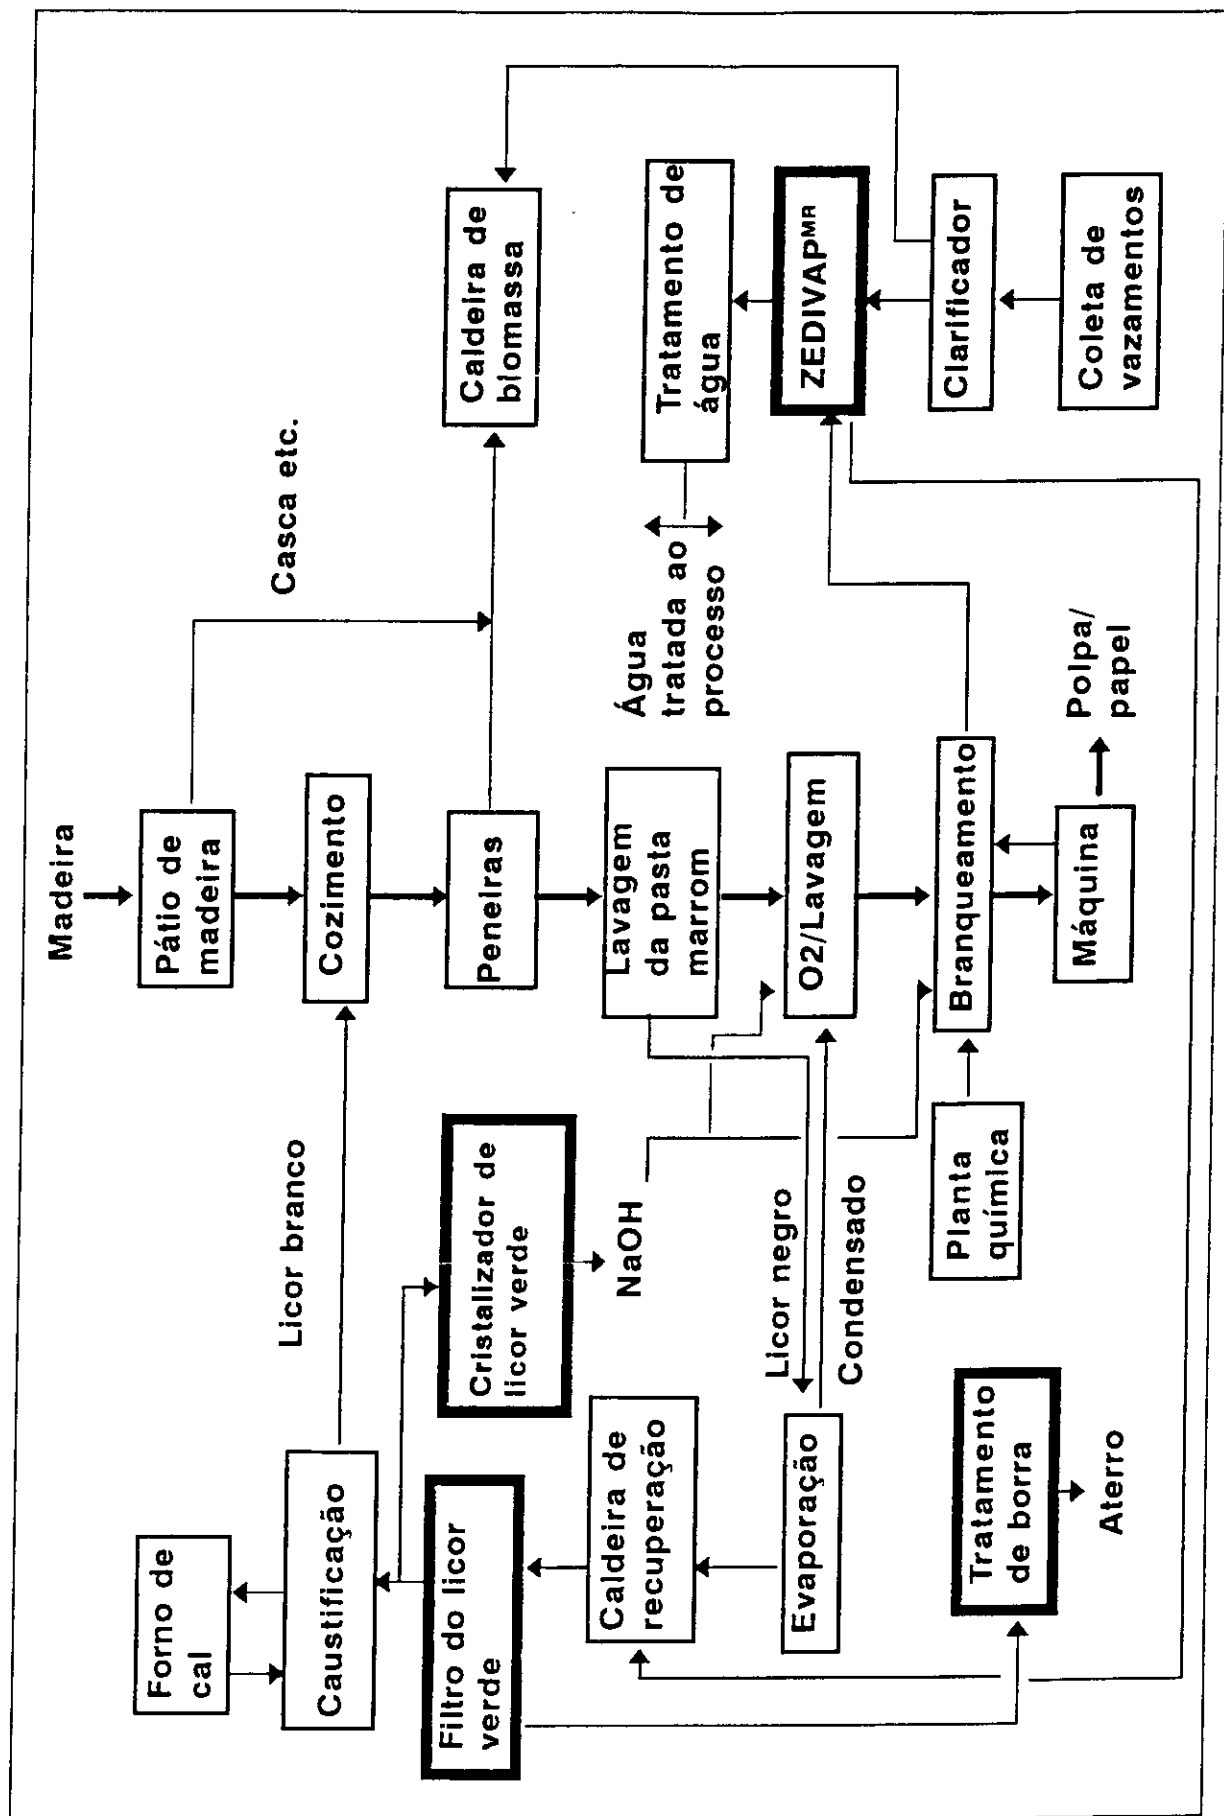 Madeira
Forno de
cal
Pátio de
madeira
Casca etc.
Caustificação
Licor branco
Cozimento
Filtro do licor
verde
Cristalizador de
licor verde
Peneiras
Caldeira de
biomassa
NaOH
Caldeira de
recuperação
Lavagem
da pasta
marrom
Água
tratada ao
processo
Tratamento de
água
Licor negro
Evaporação
Condensado
O2/Lavagem
ZEDIVAPMR
Tratamento
de borra
Aterro
Planta
química
Branqueamento
Clarificador
Máquina
Polpa/
papel
Coleta de
vazamentos